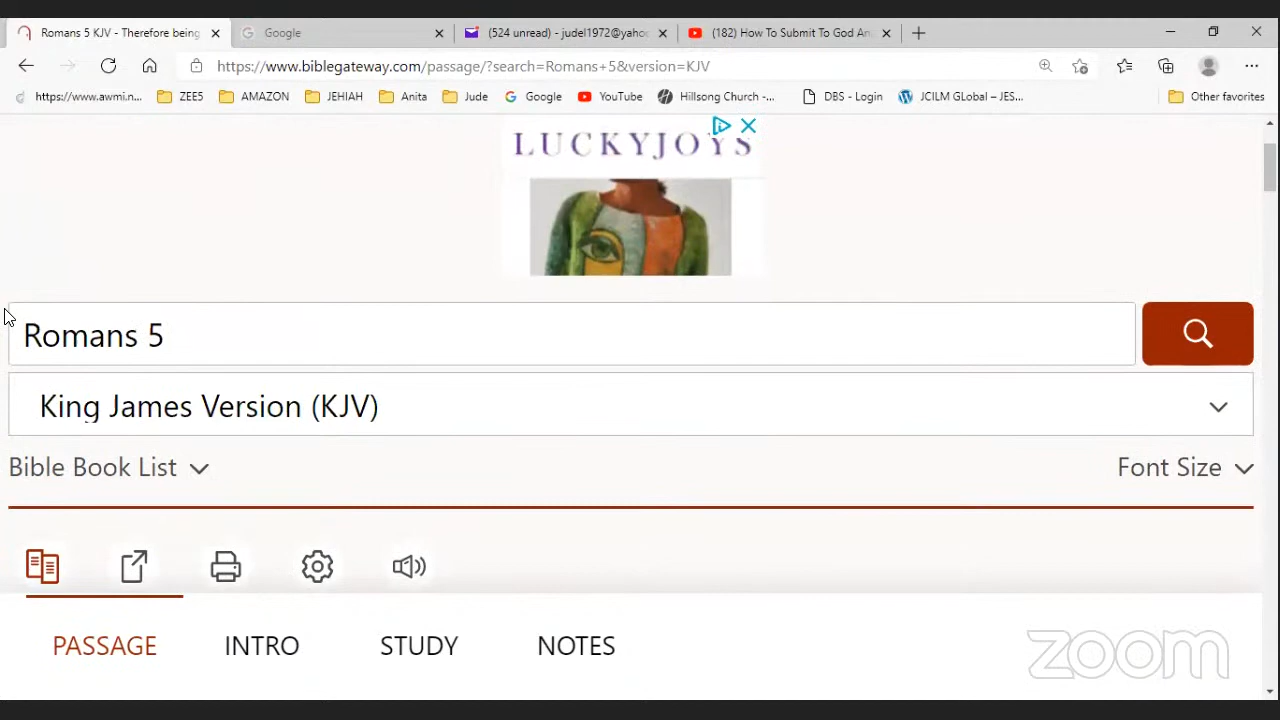 Romans 5 KJV - Therefore being
Google
(524 unread) - judel1972@yaho
(182) How To Submit To God An
https://www.biblegateway.com/passage/?search=Romans+5&version=KJV
https://www.awmi.n...
ZEE5
AMAZON
JEHIAH
Anita
Jude
Google
YouTube
Hillsong Church -...
DBS - Login
JCILM GLobal – JES...
Other favorites
LUCKYJOYS
Romans 5
King James Version (KJV)
Bible Book List
Font Size
PASSAGE
INTRO
STUDY
NOTES
zoom